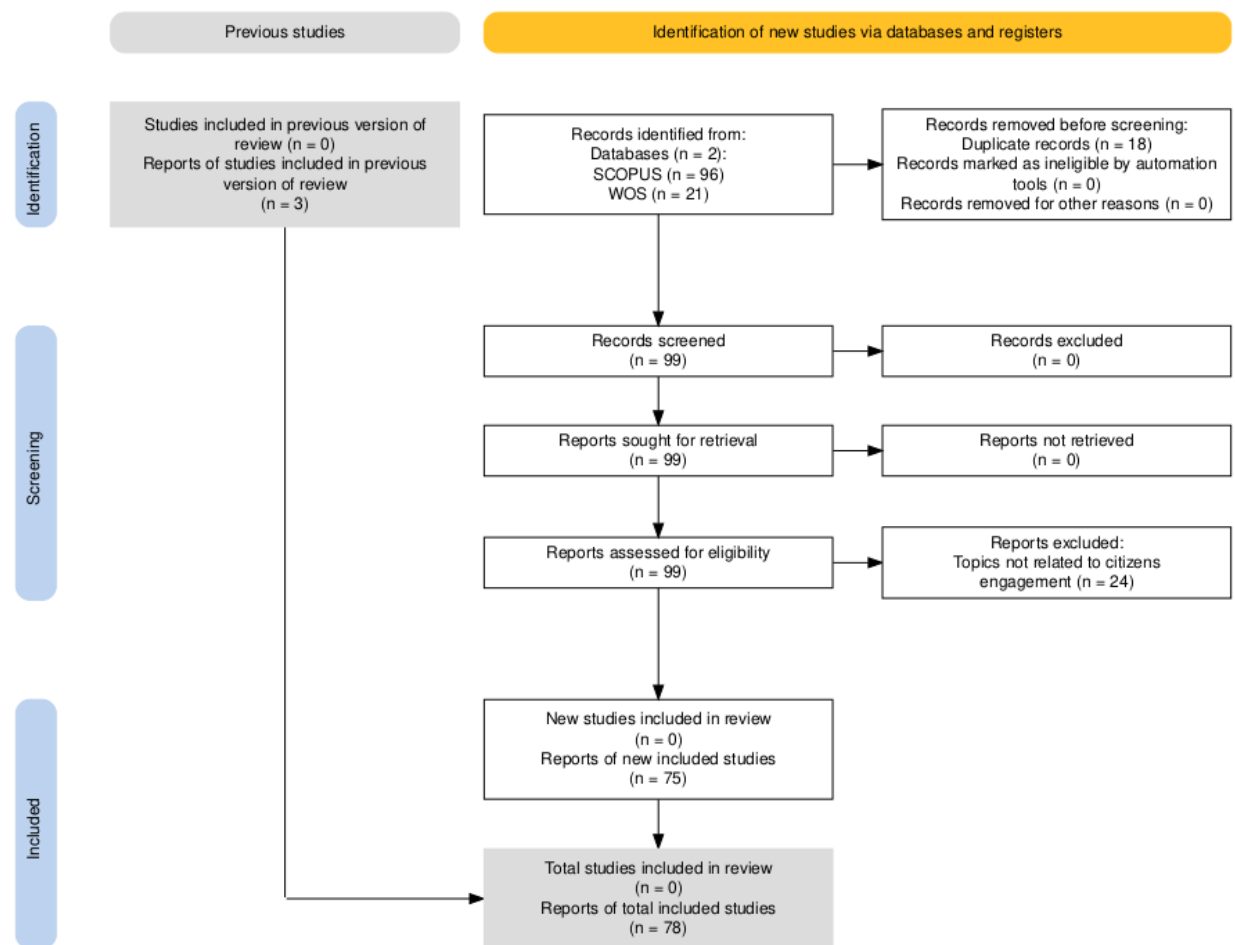 Previous studies
Identification of new studies via databases and registers
Identification
Studies included in previous version of
review (n = 0)
Reports of studies included in previous
version of review
(n = 3)
Records identified from:
Databases (n = 2):
SCOPUS (n = 96)
WOS (n = 21)
Records removed before screening:
Duplicate records (n = 18)
Records marked as ineligible by automation
tools (n = 0)
Records removed for other reasons (n = 0)
Screening
Records screened
(n = 99)
Records excluded
(n = 0)
Reports sought for retrieval
(n = 99)
Reports not retrieved
(n = 0)
Reports assessed for eligibility
(n = 99)
Reports excluded:
Topics not related to citizens
engagement (n = 24)
Included
New studies included in review
(n = 0)
Reports of new included studies
(n = 75)
Total studies included in review
(n = 0)
Reports of total included studies
(n = 78)